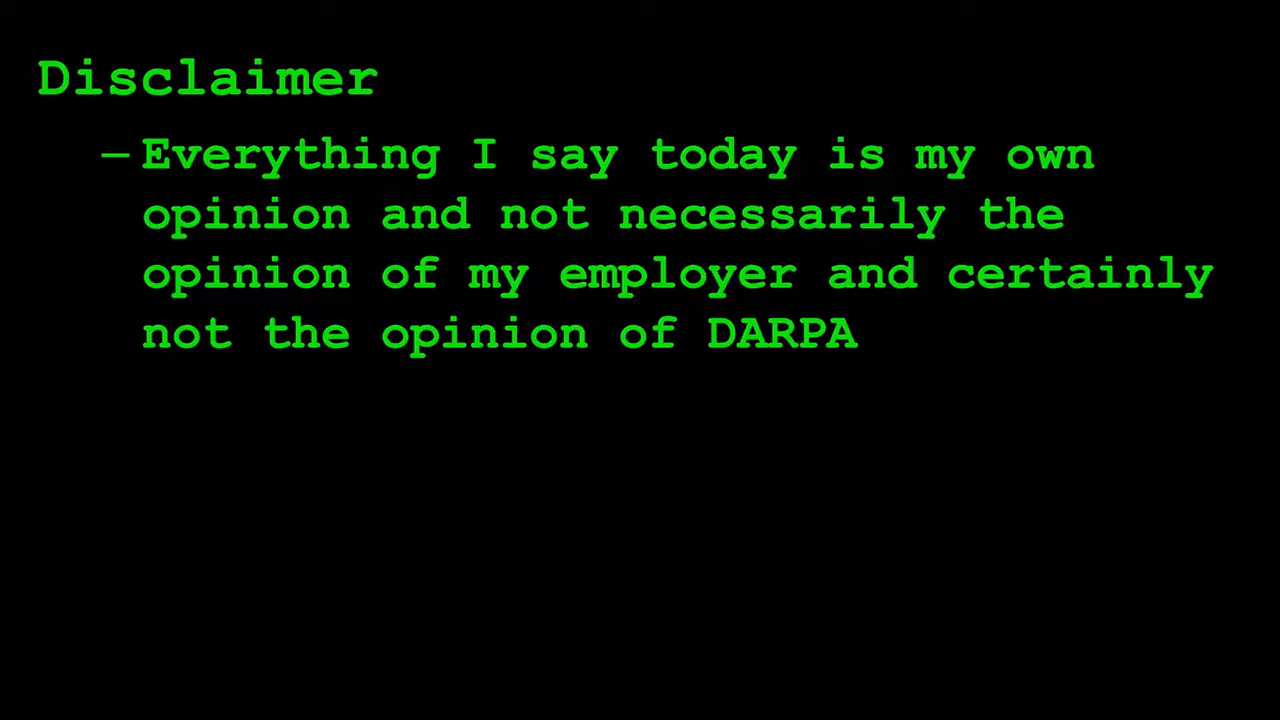 Disclaimer
– Everything I say today is my own
opinion and not necessarily the
opinion of my employer and certainly
not the opinion of DARPA